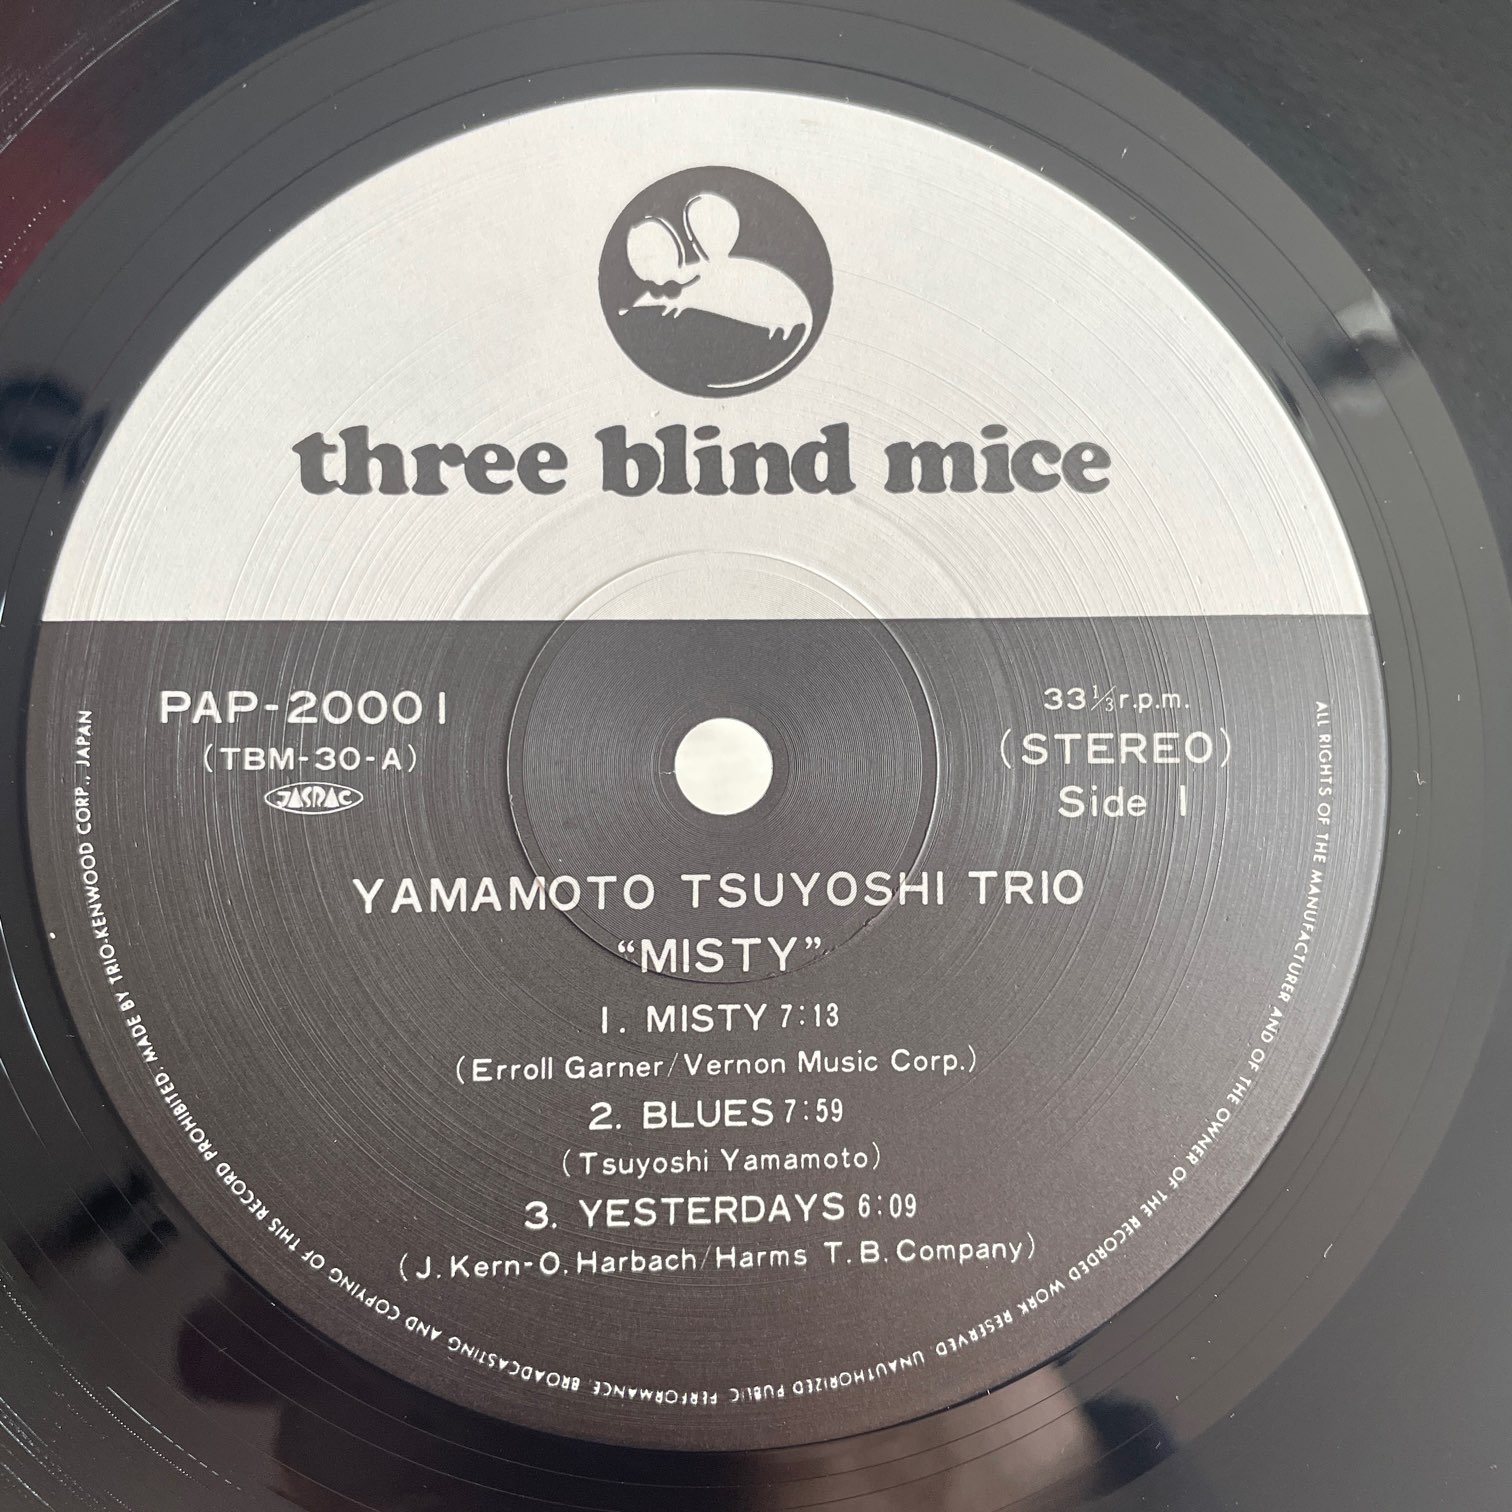 three blind mice
PAP-20001
(TBM-30-A)
JASRAC
33⅓r.p.m.
(STEREO)
Side 1
YAMAMOTO TSUYOSHI TRIO
“MISTY”
1. MISTY 7:13
(Erroll Garner/Vernon Music Corp.)
2. BLUES 7:59
(Tsuyoshi Yamamoto)
3. YESTERDAYS 6:09
(J. Kern-O. Harbach/Harms T. B. Company)
ALL RIGHTS OF THE MANUFACTURER AND OF THE OWNER OF THE RECORDED WORK RESERVED. UNAUTHORIZED PUBLIC PERFORMANCE. BROADCASTING AND COPYING OF THIS RECORD PROHIBITED. MADE BY TRIO-KENWOOD CORP., JAPAN